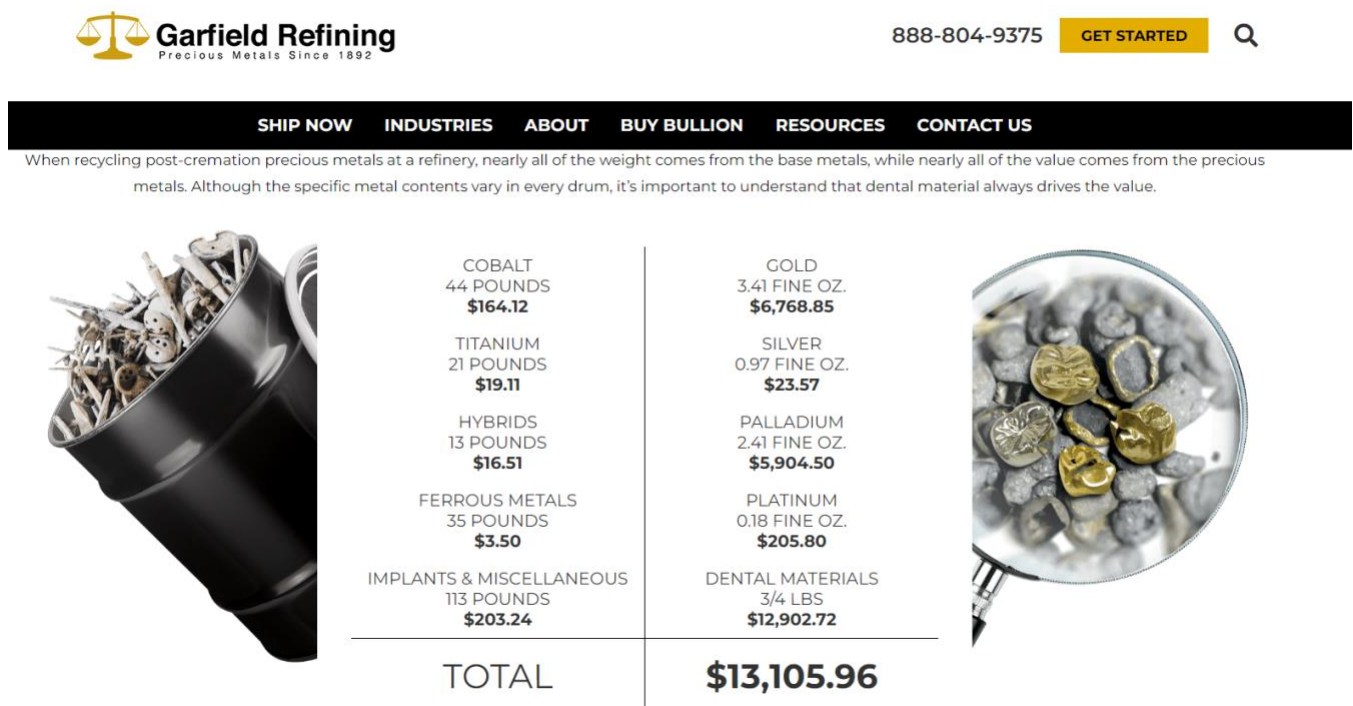 Garfield Refining
Precious Metals Since 1892
888-804-9375
GET STARTED
SHIP NOW INDUSTRIES ABOUT BUY BULLION RESOURCES CONTACT US
When recycling post-cremation precious metals at a refinery, nearly all of the weight comes from the base metals, while nearly all of the value comes from the precious
metals. Although the specific metal contents vary in every drum, it's important to understand that dental material always drives the value.
COBALT
44 POUNDS
$164.12
TITANIUM
21 POUNDS
$19.11
HYBRIDS
13 POUNDS
$16.51
FERROUS METALS
35 POUNDS
$3.50
IMPLANTS & MISCELLANEOUS
113 POUNDS
$203.24
GOLD
3.41 FINE OZ.
$6,768.85
SILVER
0.97 FINE OZ.
$23.57
PALLADIUM
2.41 FINE OZ.
$5,904.50
PLATINUM
0.18 FINE OZ.
$205.80
DENTAL MATERIALS
3/4 LBS
$12,902.72
TOTAL
$13,105.96